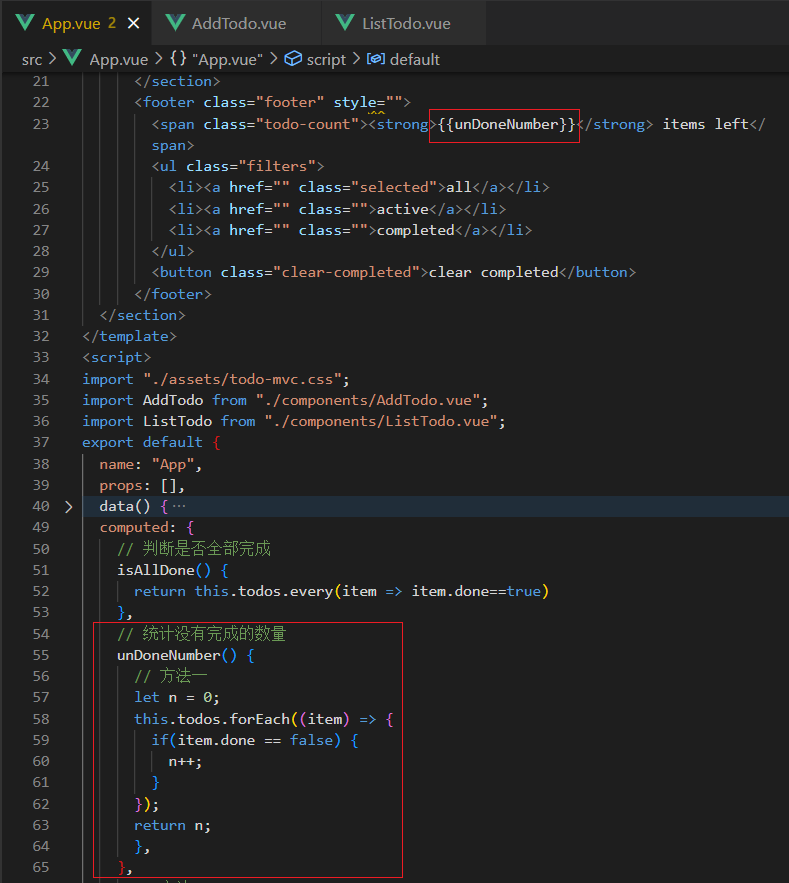 App.vue 2 AddTodo.vue ListTodo.vue
src > App.vue > {} "App.vue" > script > default
21 </section>
22 <footer class="footer" style="">
23 <span class="todo-count"><strong>{{unDoneNumber}}</strong> items left</
span>
24 <ul class="filters">
25 <li><a href="" class="selected">all</a></li>
26 <li><a href="" class="">active</a></li>
27 <li><a href="" class="">completed</a></li>
28 </ul>
29 <button class="clear-completed">clear completed</button>
30 </footer>
31 </section>
32 </template>
33 <script>
34 import "./assets/todo-mvc.css";
35 import AddTodo from "./components/AddTodo.vue";
36 import ListTodo from "./components/ListTodo.vue";
37 export default {
38 name: "App",
39 props: [],
40 data() { ⋯
49 computed: {
50 // 判断是否全部完成
51 isAllDone() {
52 return this.todos.every(item => item.done==true)
53 },
54 // 统计没有完成的数量
55 unDoneNumber() {
56 // 方法一
57 let n = 0;
58 this.todos.forEach((item) => {
59 if(item.done == false) {
60 n++;
61 }
62 });
63 return n;
64 },
65 },